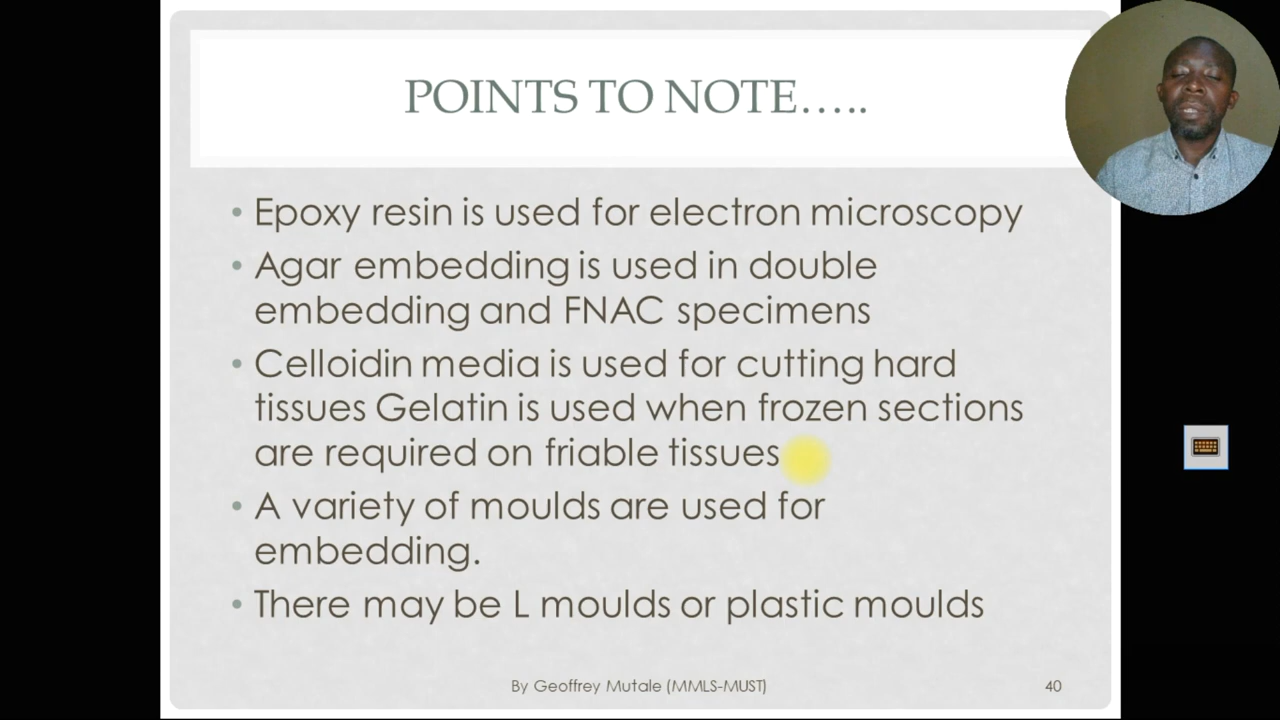 POINTS TO NOTE…..
• Epoxy resin is used for electron microscopy
• Agar embedding is used in double
embedding and FNAC specimens
• Celloidin media is used for cutting hard
tissues Gelatin is used when frozen sections
are required on friable tissues
• A variety of moulds are used for
embedding.
• There may be L moulds or plastic moulds
By Geoffrey Mutale (MMLS-MUST)
40